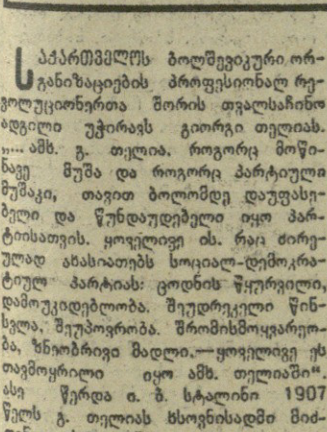 საქართველოს ბოლშევიკური ორ-
განიზაციების პროფესიონალ რე-
ვოლუციონერთა შორის თვალსაჩინო
ადგილი უჭირავს გიორგი თელიას.
„... ამხ. გ. თელია, როგორც მოწი-
ნავე მუშა და როგორც პარტიული
მუშაკი, თავით ბოლომდე დაუფასე-
ბელი და წუნდაუდებელი იყო პარ-
ტიისათვის. ყოველივე ის, რაც ძირე-
ულად ახასიათებს სოციალ-დემოკრა-
ტიულ პარტიას: ცოდნის წყურვილი,
დამოუკიდებლობა, შეუდრეკელი წინ-
სვლა, შეუპოვრობა, შრომისმოყვარეო-
ბა, ზნეობრივი მადლი,—ყოველივე ეს
თავმოყრილი იყო ამხ. თელიაში“.
ასე წერდა ი. ბ. სტალინი 1907
წელს გ. თელიას ხსოვნისადმი მიძ-